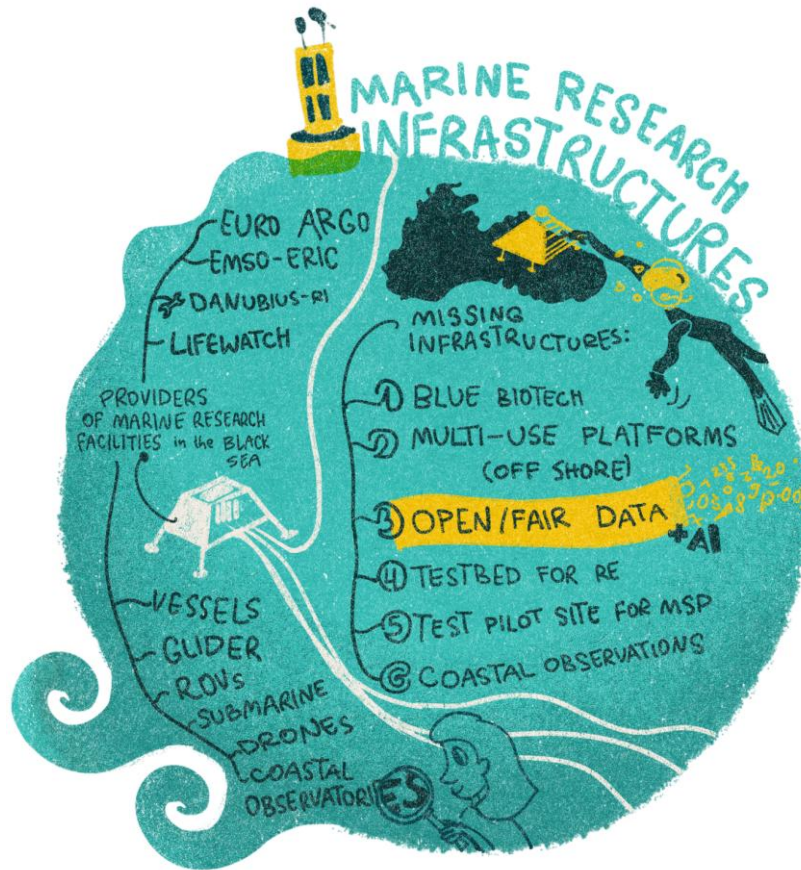 MARINE RESEARCH
INFRASTRUCTURES
EURO ARGO
EMSO-ERIC
DANUBIUS-RI
LIFEWATCH
PROVIDERS
OF MARINE RESEARCH
FACILITIES in the BLACK
SEA
VESSELS
GLIDER
ROVs
SUBMARINE
DRONES
COASTAL
OBSERVATORIES
MISSING
INFRASTRUCTURES:
1 BLUE BIOTECH
2 MULTI-USE PLATFORMS
(OFF SHORE)
3 OPEN/FAIR DATA
+AI
4 TESTBED FOR RE
5 TEST PILOT SITE FOR MSP
6 COASTAL OBSERVATIONS